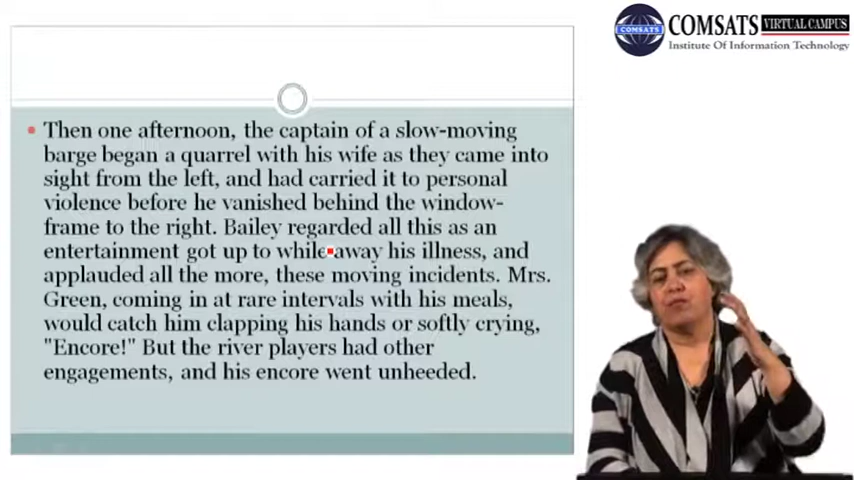 COMSATS
COMSATS VIRTUAL CAMPUS
Institute Of Information Technology
• Then one afternoon, the captain of a slow-moving
barge began a quarrel with his wife as they came into
sight from the left, and had carried it to personal
violence before he vanished behind the window-
frame to the right. Bailey regarded all this as an
entertainment got up to while away his illness, and
applauded all the more, these moving incidents. Mrs.
Green, coming in at rare intervals with his meals,
would catch him clapping his hands or softly crying,
"Encore!" But the river players had other
engagements, and his encore went unheeded.